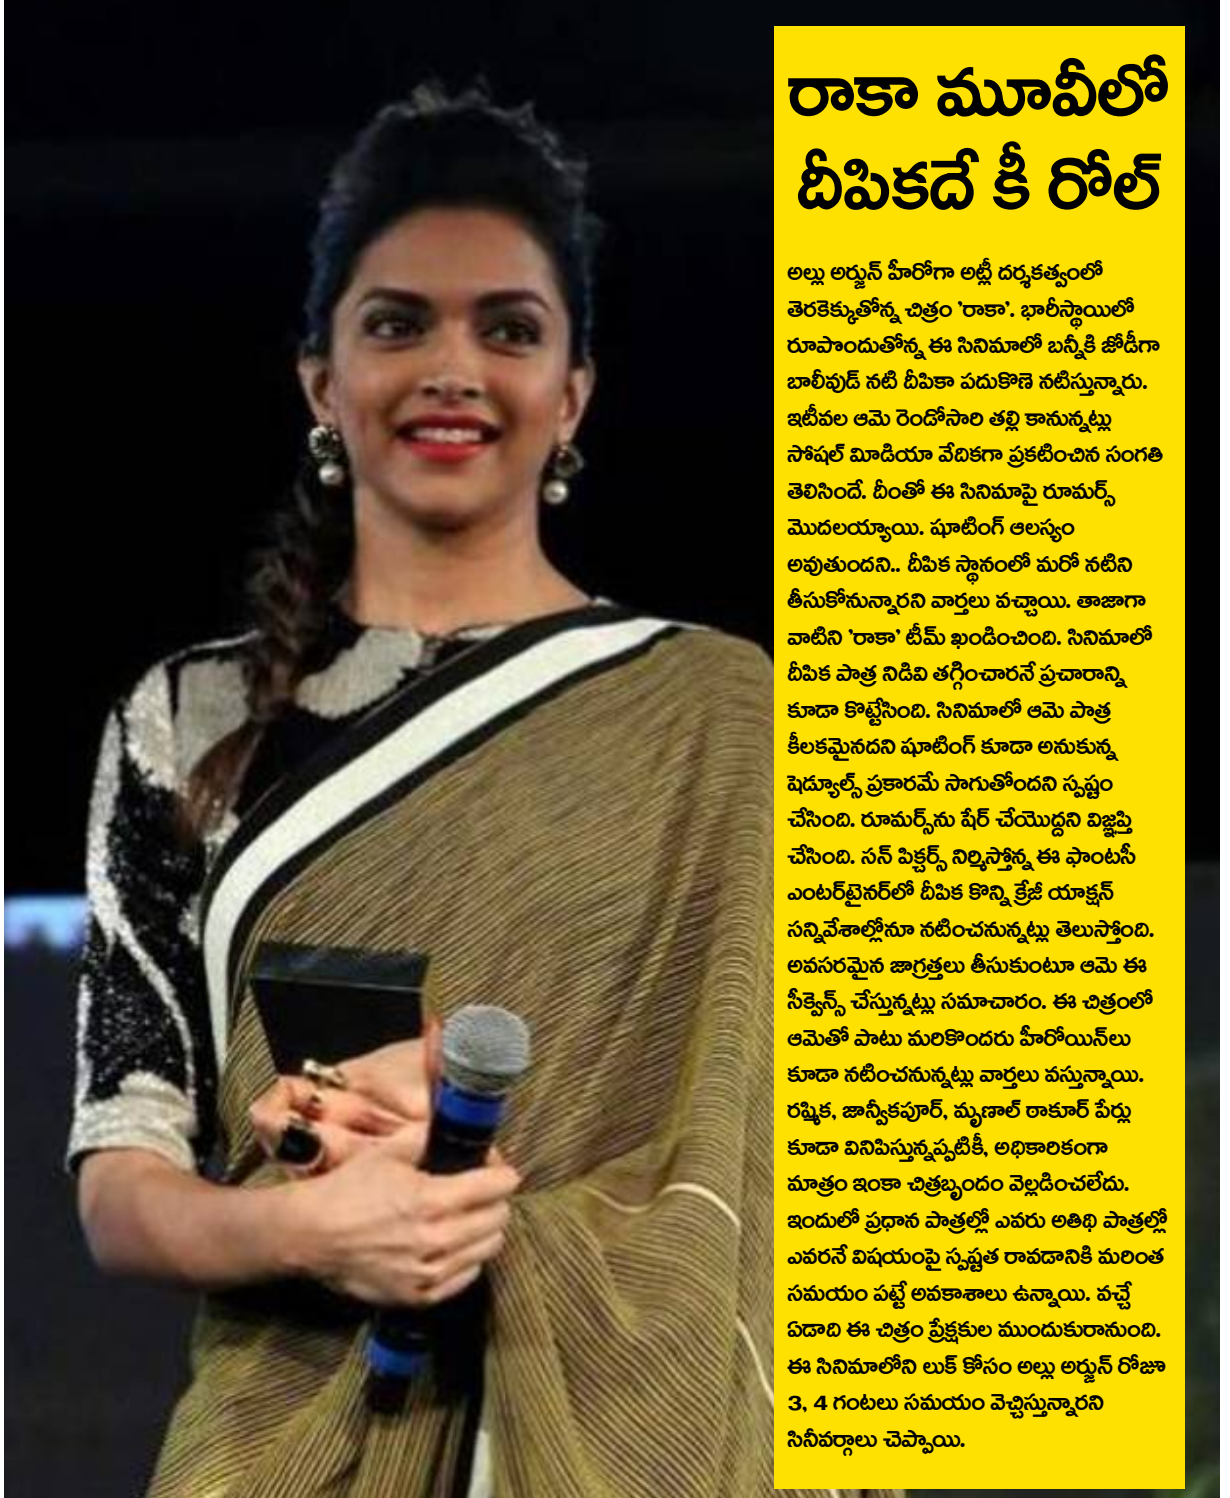 రాకా మూవీలో
దీపికదే కీ రోల్
అల్లు అర్జున్ హీరోగా అట్లీ దర్శకత్వంలో
తెరకెక్కుతోన్న చిత్రం 'రాకా'. భారీస్థాయిలో
రూపొందుతోన్న ఈ సినిమాలో బన్నీకి జోడీగా
బాలీవుడ్ నటి దీపికా పదుకొణె నటిస్తున్నారు.
ఇటీవల ఆమె రెండోసారి తల్లి కానున్నట్లు
సోషల్ మీడియా వేదికగా ప్రకటించిన సంగతి
తెలిసిందే. దీంతో ఈ సినిమాపై రూమర్స్
మొదలయ్యాయి. షూటింగ్ ఆలస్యం
అవుతుందని.. దీపిక స్థానంలో మరో నటిని
తీసుకోనున్నారని వార్తలు వచ్చాయి. తాజాగా
వాటిని 'రాకా' టీమ్ ఖండించింది. సినిమాలో
దీపిక పాత్ర నిడివి తగ్గించారనే ప్రచారాన్ని
కూడా కొట్టేసింది. సినిమాలో ఆమె పాత్ర
కీలకమైనదని షూటింగ్ కూడా అనుకున్న
షెడ్యూల్స్ ప్రకారమే సాగుతోందని స్పష్టం
చేసింది. రూమర్స్‌ను షేర్ చేయొద్దని విజ్ఞప్తి
చేసింది. సన్ పిక్చర్స్ నిర్మిస్తోన్న ఈ ఫాంటసీ
ఎంటర్‌టైనర్‌లో దీపిక కొన్ని క్రేజీ యాక్షన్
సన్నివేశాల్లోనూ నటించనున్నట్లు తెలుస్తోంది.
అవసరమైన జాగ్రత్తలు తీసుకుంటూ ఆమె ఈ
సీక్వెన్స్ చేస్తున్నట్లు సమాచారం. ఈ చిత్రంలో
ఆమెతో పాటు మరికొందరు హీరోయిన్‌లు
కూడా నటించనున్నట్లు వార్తలు వస్తున్నాయి.
రష్మిక, జాన్వీకపూర్, మృణాల్ ఠాకూర్ పేర్లు
కూడా వినిపిస్తున్నప్పటికీ, అధికారికంగా
మాత్రం ఇంకా చిత్రబృందం వెల్లడించలేదు.
ఇందులో ప్రధాన పాత్రల్లో ఎవరు అతిథి పాత్రల్లో
ఎవరనే విషయంపై స్పష్టత రావడానికి మరింత
సమయం పట్టే అవకాశాలు ఉన్నాయి. వచ్చే
ఏడాది ఈ చిత్రం ప్రేక్షకుల ముందుకురానుంది.
ఈ సినిమాలోని లుక్ కోసం అల్లు అర్జున్ రోజూ
3, 4 గంటలు సమయం వెచ్చిస్తున్నారని
సినీవర్గాలు చెప్పాయి.